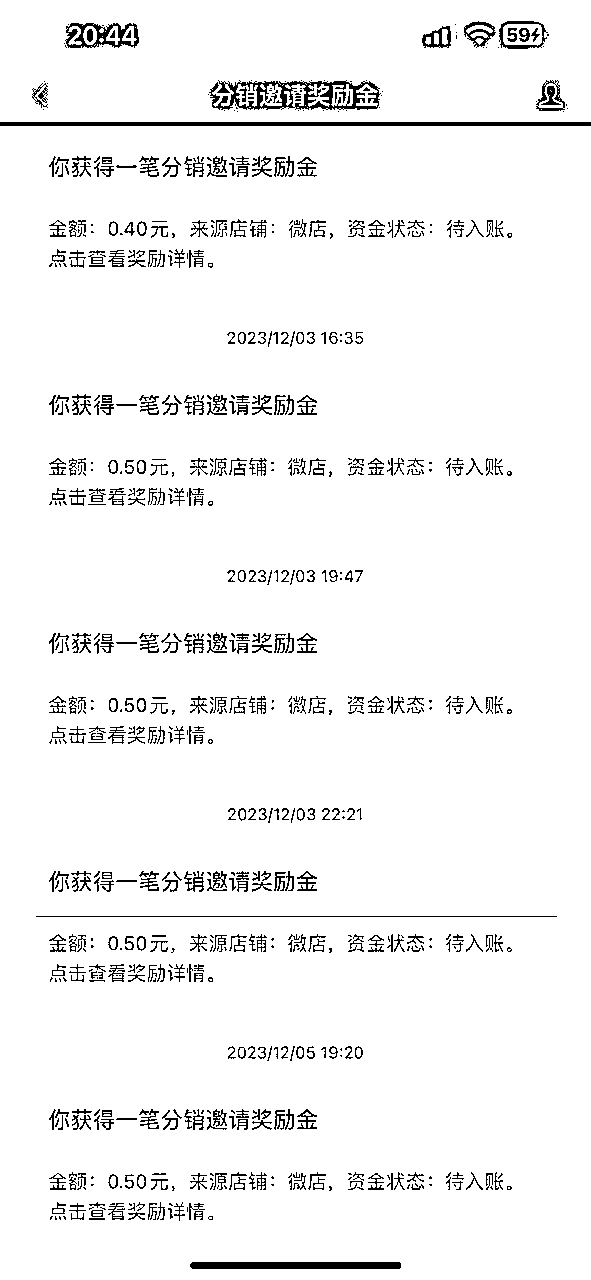 20:44
59
分销邀请奖励金
你获得一笔分销邀请奖励金
金额：0.40元，来源店铺：微店，资金状态：待入账。
点击查看奖励详情。
2023/12/03 16:35
你获得一笔分销邀请奖励金
金额：0.50元，来源店铺：微店，资金状态：待入账。
点击查看奖励详情。
2023/12/03 19:47
你获得一笔分销邀请奖励金
金额：0.50元，来源店铺：微店，资金状态：待入账。
点击查看奖励详情。
2023/12/03 22:21
你获得一笔分销邀请奖励金
金额：0.50元，来源店铺：微店，资金状态：待入账。
点击查看奖励详情。
2023/12/05 19:20
你获得一笔分销邀请奖励金
金额：0.50元，来源店铺：微店，资金状态：待入账。
点击查看奖励详情。